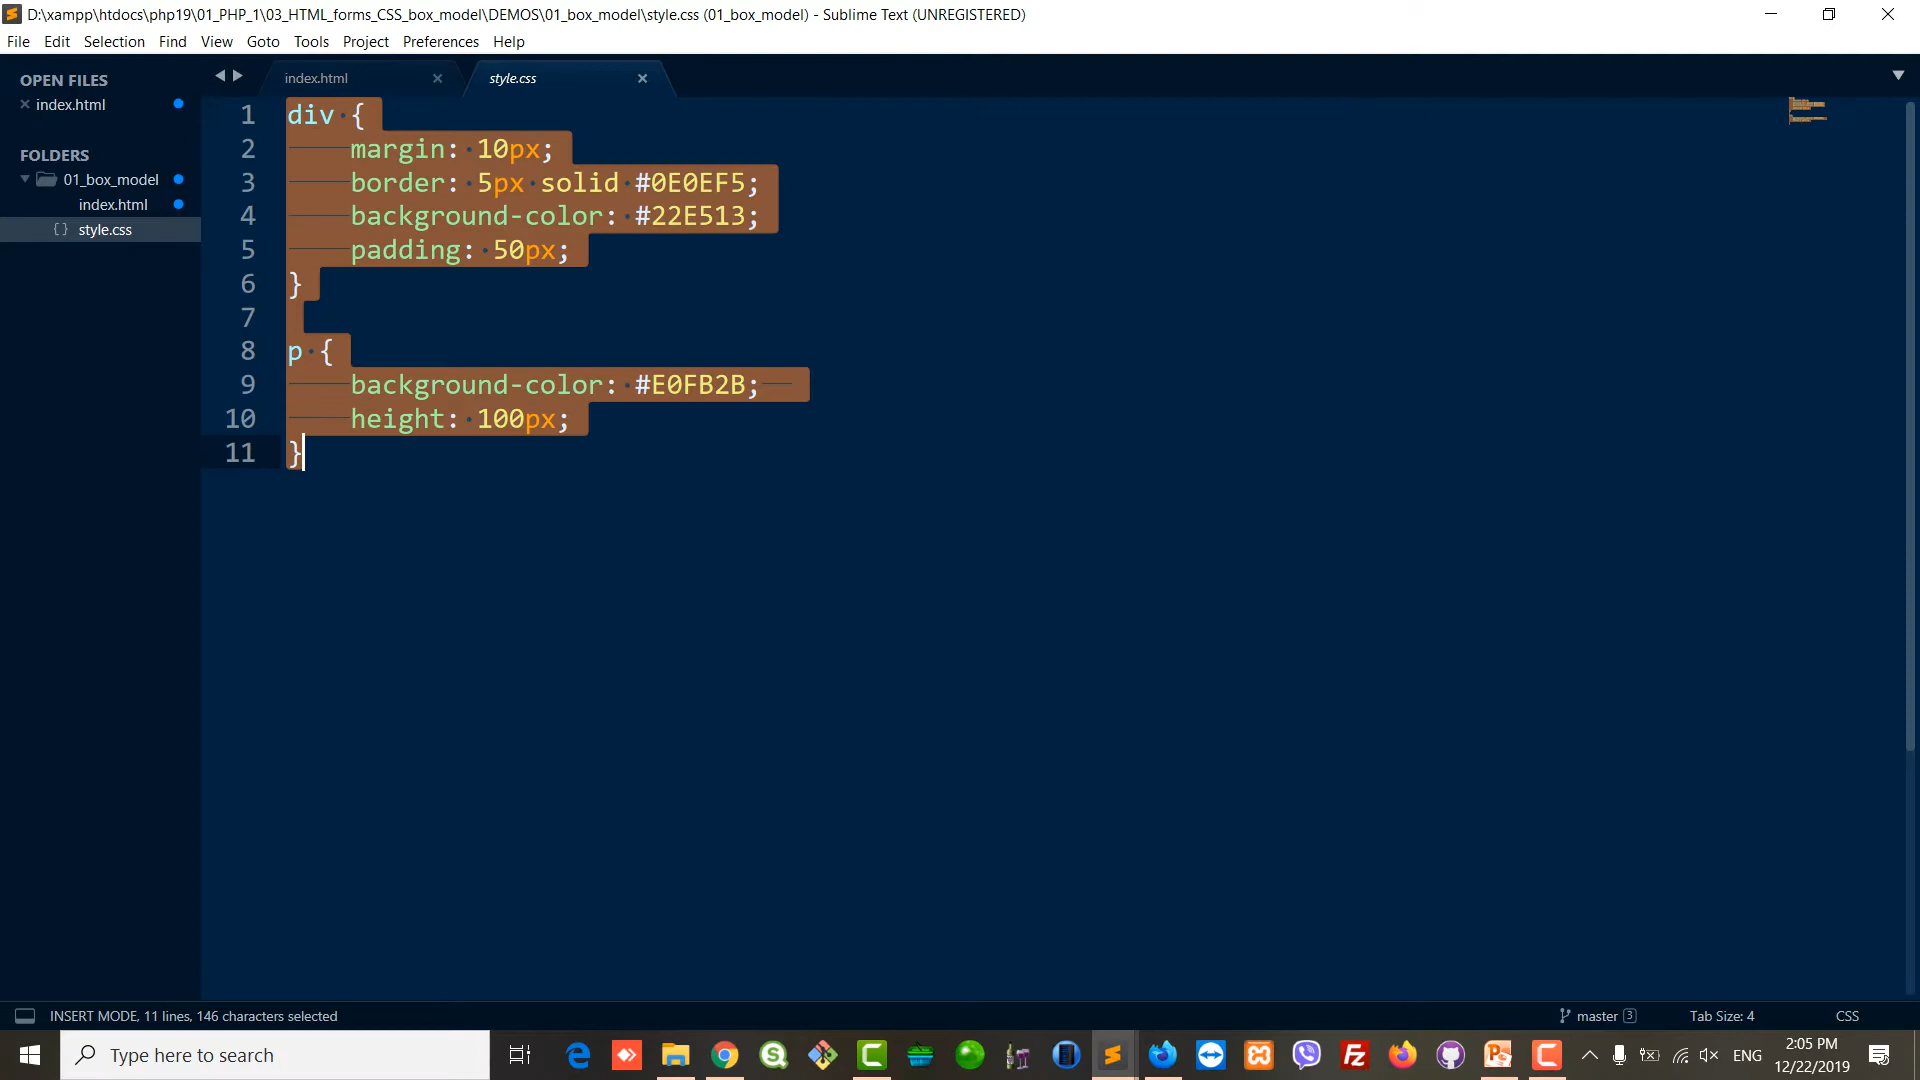 D:\xampp\htdocs\php19\01_PHP_1\03_HTML_forms_CSS_box_model\DEMOS\01_box_model\style.css (01_box_model) - Sublime Text (UNREGISTERED)
File Edit Selection Find View Goto Tools Project Preferences Help
OPEN FILES
index.html
FOLDERS
01_box_model
index.html
{} style.css
index.html style.css
1 div {
2 margin: 10px;
3 border: 5px solid #0E0EF5;
4 background-color: #22E513;
5 padding: 50px;
6 }
7
8 p {
9 background-color: #E0FB2B;
10 height: 100px;
11 }
INSERT MODE, 11 lines, 146 characters selected master 3 Tab Size: 4 CSS
Type here to search ENG 2:05 PM
12/22/2019